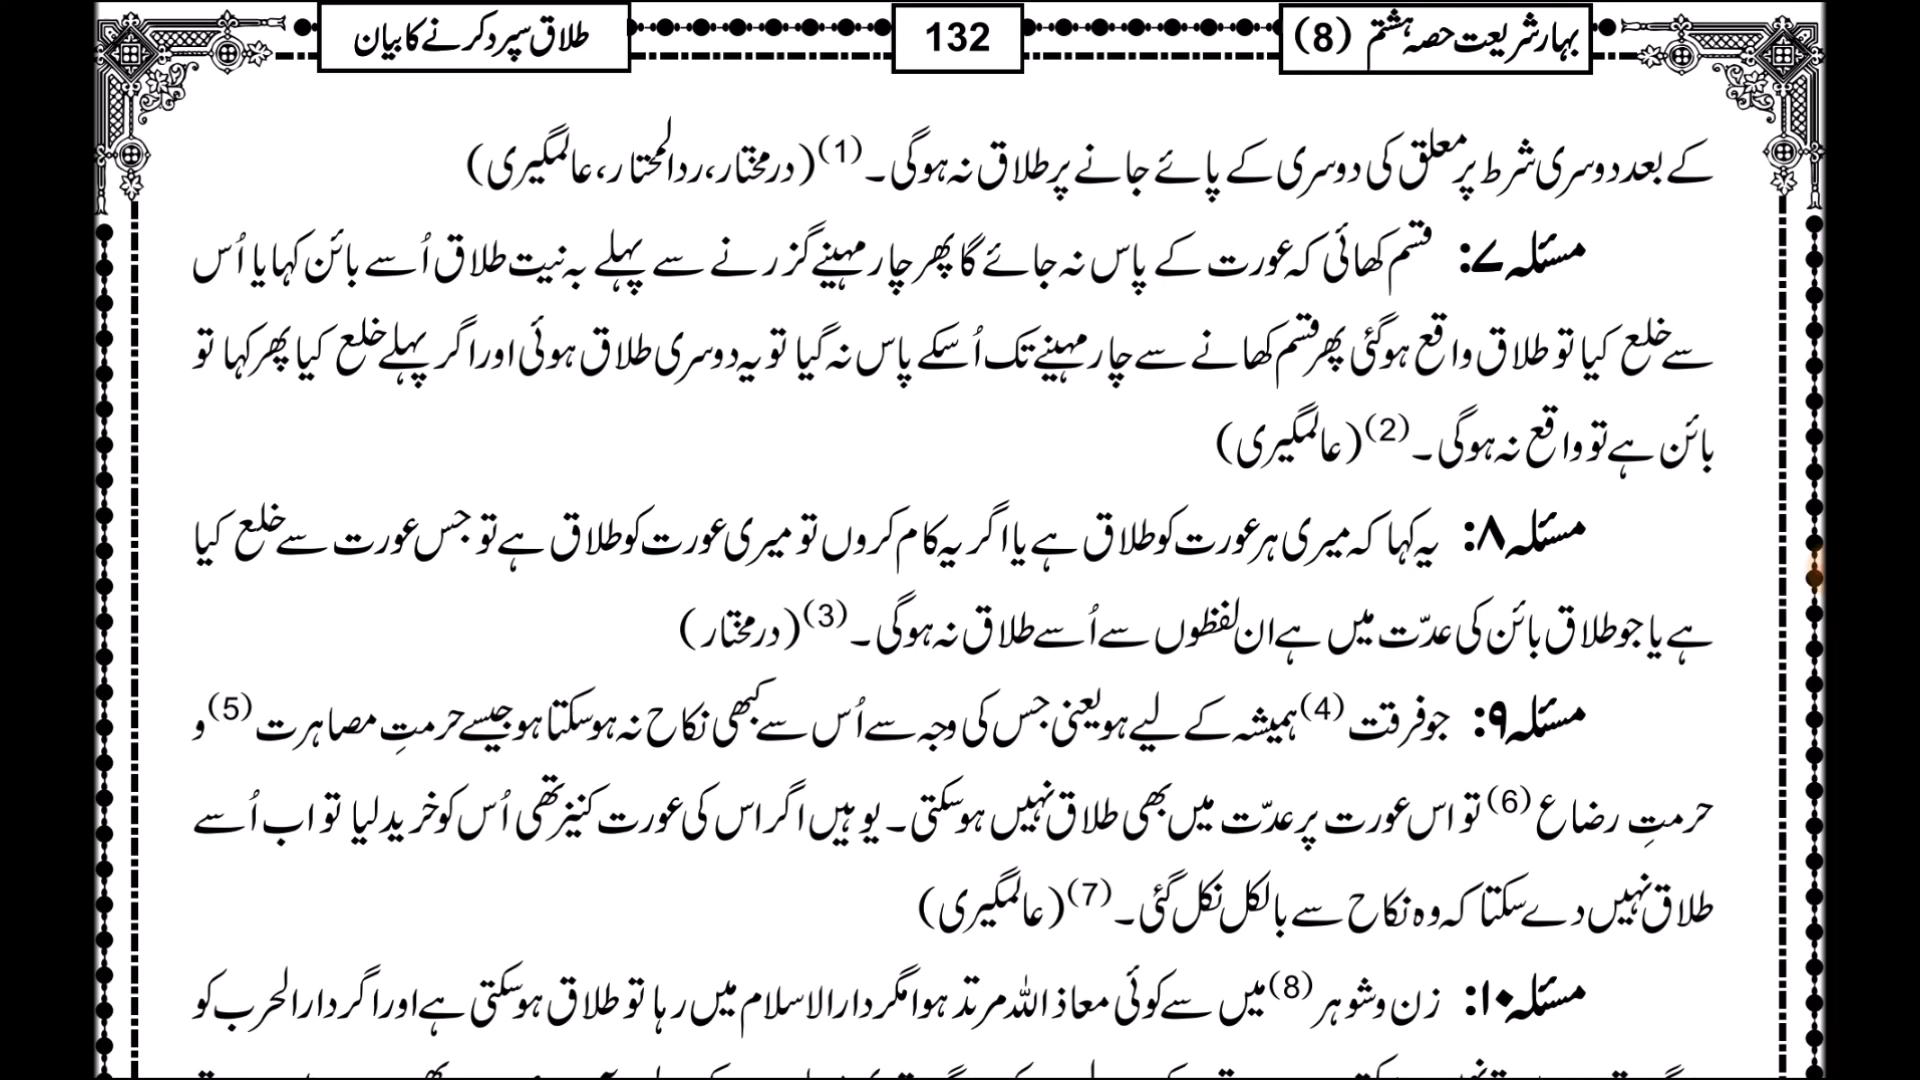 بہار شریعت حصہ ہشتم (8)
132
طلاق سپرد کرنے کا بیان
کے بعد دوسری شرط پر معلق کی دوسری کے پائے جانے پر طلاق نہ ہوگی۔(1) (درمختار، ردالمحتار، عالمگیری)
مسئلہ ۷: قسم کھائی کہ عورت کے پاس نہ جائے گا پھر چار مہینے گزرنے سے پہلے بہ نیت طلاق اُسے بائن کہا یا اُس
سے خلع کیا تو طلاق واقع ہوگئی پھر قسم کھانے سے چار مہینے تک اُسکے پاس نہ گیا تو یہ دوسری طلاق ہوئی اور اگر پہلے خلع کیا پھر کہا تو
بائن ہے تو واقع نہ ہوگی۔(2) (عالمگیری)
مسئلہ ۸: یہ کہا کہ میری ہر عورت کو طلاق ہے یا اگر یہ کام کروں تو میری عورت کو طلاق ہے تو جس عورت سے خلع کیا
ہے یا جو طلاق بائن کی عدّت میں ہے ان لفظوں سے اُسے طلاق نہ ہوگی۔(3) (درمختار)
مسئلہ ۹: جو فرقت(4) ہمیشہ کے لیے ہو یعنی جس کی وجہ سے اُس سے کبھی نکاح نہ ہوسکتا ہو جیسے حرمتِ مصاہرت(5) و
حرمتِ رضاع(6) تو اس عورت پر عدّت میں بھی طلاق نہیں ہوسکتی۔ یوہیں اگر اس کی عورت کنیز تھی اُس کو خرید لیا تو اب اُسے
طلاق نہیں دے سکتا کہ وہ نکاح سے بالکل نکل گئی۔(7) (عالمگیری)
مسئلہ ۱۰: زن و شوہر(8) میں سے کوئی معاذ اللہ مرتد ہوا مگر دارالاسلام میں رہا تو طلاق ہوسکتی ہے اور اگر دارالحرب کو